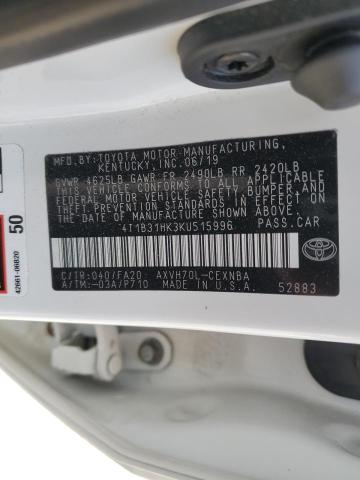 MFD.BY:TOYOTA MOTOR MANUFACTURING,
KENTUCKY, INC. 06/19
GVWR 4625LB GAWR FR 2490LB RR 2420LB
THIS VEHICLE CONFORMS TO ALL APPLICABLE
FEDERAL MOTOR VEHICLE SAFETY, BUMPER, AND
THEFT PREVENTION STANDARDS IN EFFECT ON THE
DATE OF MANUFACTURE SHOWN ABOVE.
4T1B31HK3KU515996 PASS.CAR
C/TR:040/FA20 AXVH70L-CEXNBA
A/TM:-03A/P710 MADE IN U.S.A.
52883
TOYOTA
50
42661-06820